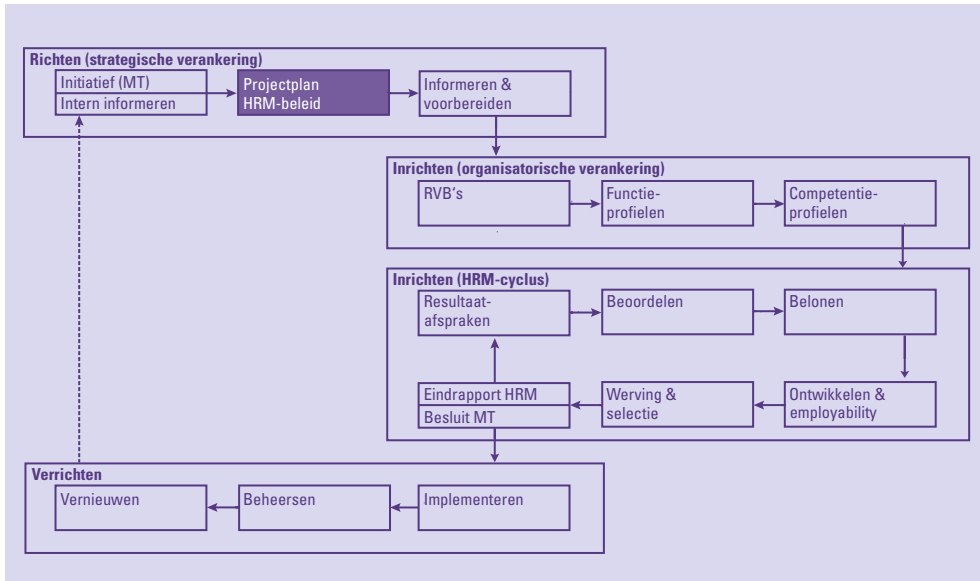 Richten (strategische verankering)
Initiatief (MT)
Intern informeren
Projectplan
HRM-beleid
Informeren &
voorbereiden
Inrichten (organisatorische verankering)
RVB's
Functie-
profielen
Competentie-
profielen
Inrichten (HRM-cyclus)
Resultaat-
afspraken
Beoordelen
Belonen
Eindrapport HRM
Besluit MT
Werving &
selectie
Ontwikkelen &
employability
Verrichten
Vernieuwen
Beheersen
Implementeren